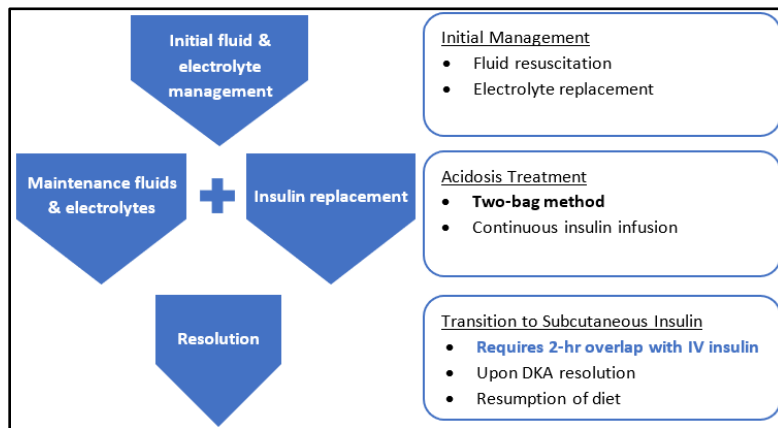 Initial fluid &
electrolyte
management
Initial Management
• Fluid resuscitation
• Electrolyte replacement
Maintenance fluids
& electrolytes
Insulin replacement
Acidosis Treatment
• Two-bag method
• Continuous insulin infusion
Resolution
Transition to Subcutaneous Insulin
• Requires 2-hr overlap with IV insulin
• Upon DKA resolution
• Resumption of diet